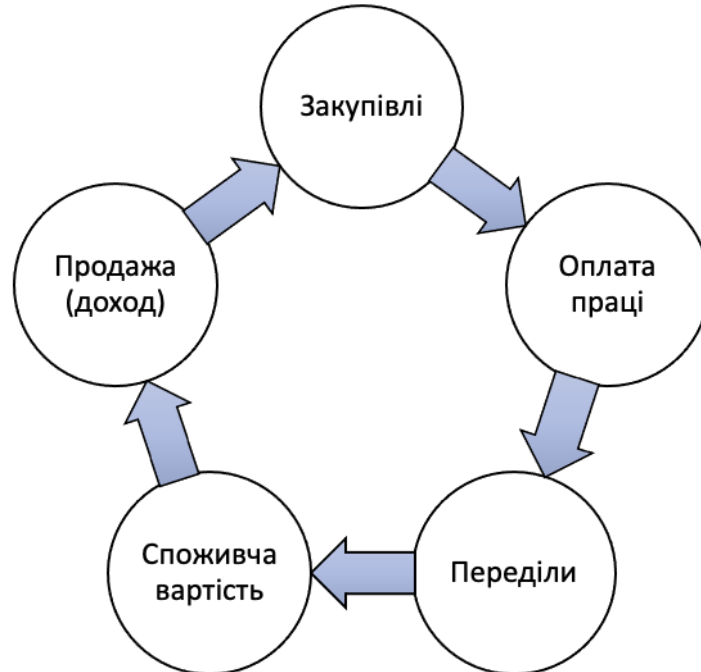 Закупівлі
Оплата
праці
Переділи
Споживча
вартість
Продажа
(доход)